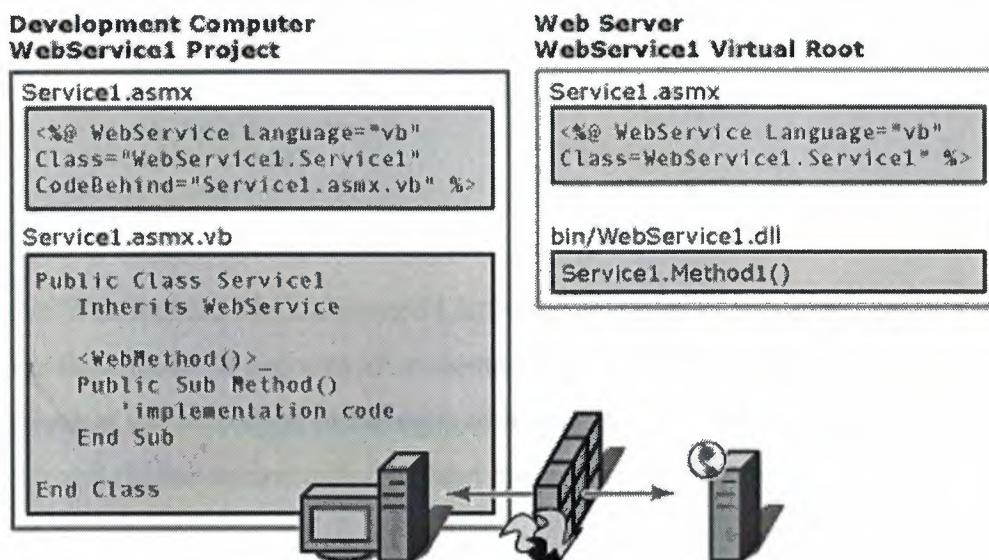 Development Computer
WebService1 Project
Service1.asmx
<%@ WebService Language="vb"
Class="WebService1.Service1"
CodeBehind="Service1.asmx.vb" %>
Service1.asmx.vb
Public Class Service1
Inherits WebService
<WebMethod()>_
Public Sub Method()
'implementation code
End Sub
End Class
Web Server
WebService1 Virtual Root
Service1.asmx
<%@ WebService Language="vb"
Class=WebService1.Service1" %>
bin/WebService1.dll
Service1.Method1()